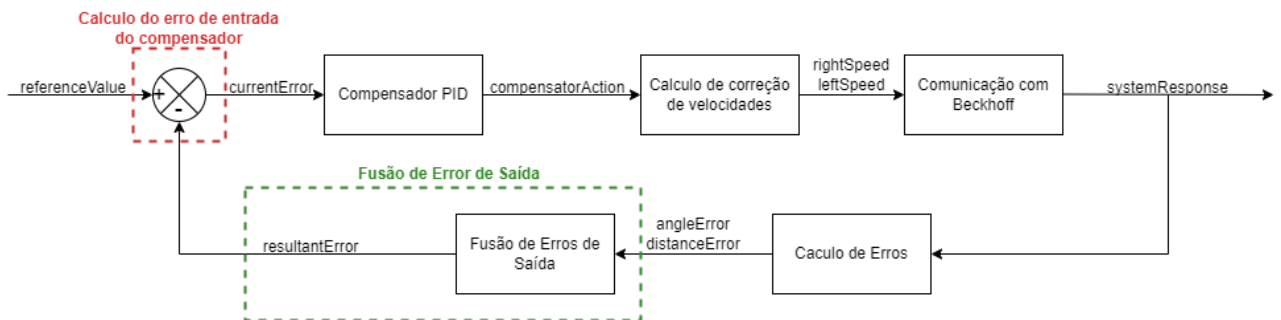 Calculo do erro de entrada
do compensador
referenceValue
+
-
currentError
Compensador PID
compensatorAction
Calculo de correção
de velocidades
rightSpeed
leftSpeed
Comunicação com
Beckhoff
systemResponse
Fusão de Error de Saída
resultantError
Fusão de Erros de
Saída
angleError
distanceError
Caculo de Erros